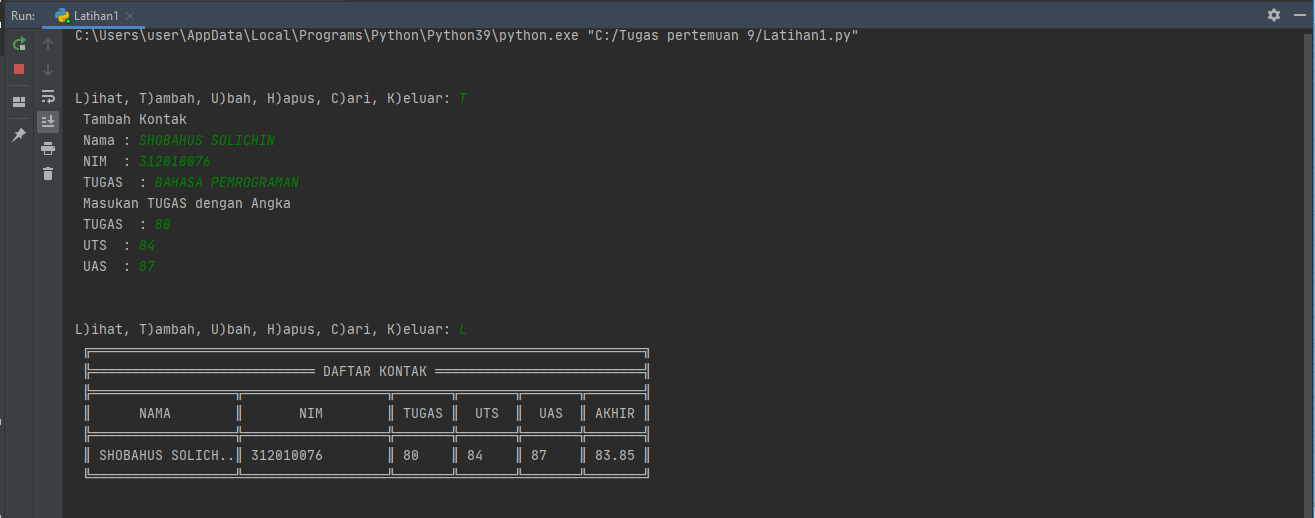 Run: Latihan1
C:\Users\user\AppData\Local\Programs\Python\Python39\python.exe "C:/Tugas pertemuan 9/Latihan1.py"
L)ihat, T)ambah, U)bah, H)apus, C)ari, K)eluar: T
Tambah Kontak
Nama : SHOBAHUS SOLICHIN
NIM : 312010076
TUGAS : BAHASA PEMROGRAMAN
Masukan TUGAS dengan Angka
TUGAS : 80
UTS : 84
UAS : 87
L)ihat, T)ambah, U)bah, H)apus, C)ari, K)eluar: L
DAFTAR KONTAK
NAMA NIM TUGAS UTS UAS AKHIR
SHOBAHUS SOLICH.. 312010076 80 84 87 83.85